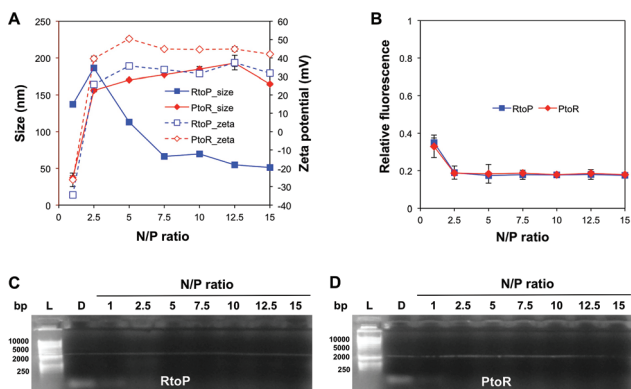 A
Size (nm)
250
200
150
100
50
0
60
50
40
30
20
10
0
-10
-20
-30
-40
Zeta potential (mV)
RtoP_size
PtoR_size
RtoP_zeta
PtoR_zeta
0 2.5 5 7.5 10 12.5 15
N/P ratio
B
Relative fluorescence
1
0.8
0.6
0.4
0.2
0
RtoP PtoR
0 2.5 5 7.5 10 12.5 15
N/P ratio
C
N/P ratio
bp L D 1 2.5 5 7.5 10 12.5 15
10000
5000
2000
250
RtoP
D
N/P ratio
bp L D 1 2.5 5 7.5 10 12.5 15
10000
5000
2000
250
PtoR